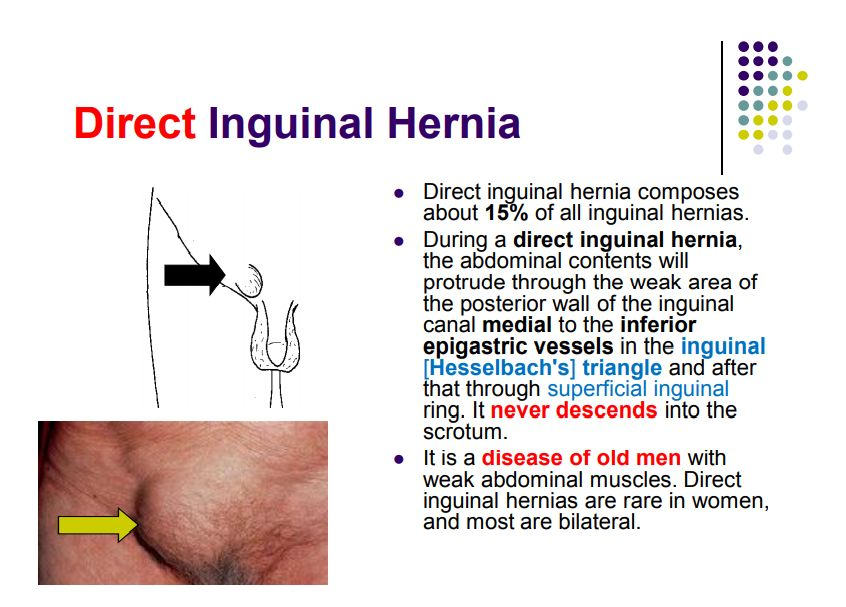 Direct Inguinal Hernia
● Direct inguinal hernia composes
about 15% of all inguinal hernias.
● During a direct inguinal hernia,
the abdominal contents will
protrude through the weak area of
the posterior wall of the inguinal
canal medial to the inferior
epigastric vessels in the inguinal
[Hesselbach's] triangle and after
that through superficial inguinal
ring. It never descends into the
scrotum.
● It is a disease of old men with
weak abdominal muscles. Direct
inguinal hernias are rare in women,
and most are bilateral.